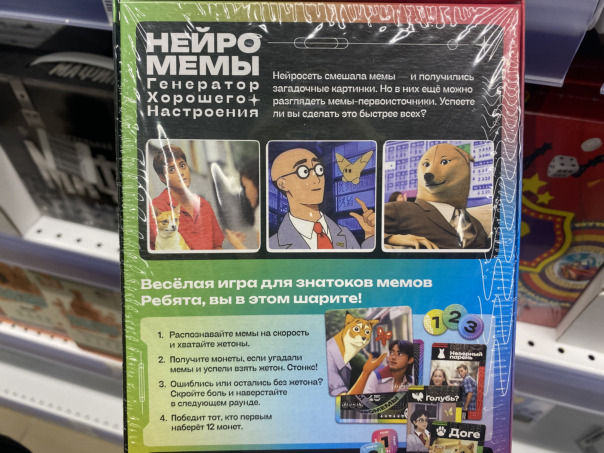 НЕЙРО
МЕМЫ
Генератор
Хорошего
Настроения
Нейросеть смешала мемы — и получились
загадочные картинки. Но в них ещё можно
разглядеть мемы-первоисточники. Успеете
ли вы сделать это быстрее всех?
Весёлая игра для знатоков мемов
Ребята, вы в этом шарите!
1. Распознавайте мемы на скорость
и хватайте жетоны.
2. Получите монеты, если угадали
мемы и успели взять жетон. Стонкс!
3. Ошиблись или остались без жетона?
Скройте боль и наверстайте
в следующем раунде.
4. Победит тот, кто первым
наберёт 12 монет.
1 2 3
Неверный
парень
Голубь?
Доге
1